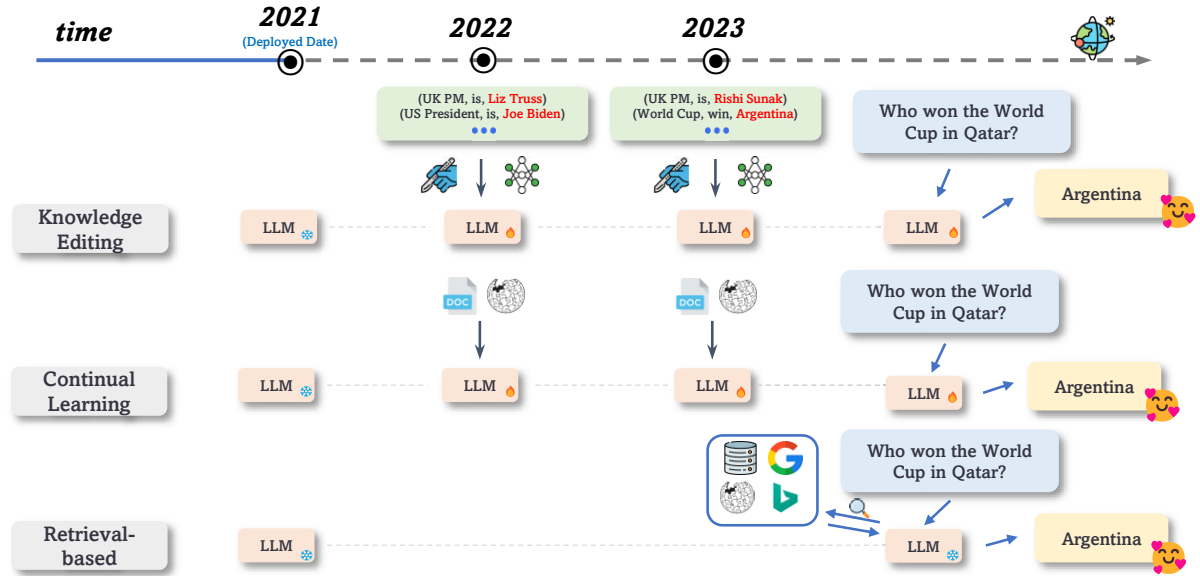 time
2021
(Deployed Date)
2022
2023
(UK PM, is, Liz Truss)
(US President, is, Joe Biden)
(UK PM, is, Rishi Sunak)
(World Cup, win, Argentina)
Who won the World
Cup in Qatar?
Knowledge
Editing
LLM
LLM
LLM
LLM
Argentina
DOC
DOC
Who won the World
Cup in Qatar?
Continual
Learning
LLM
LLM
LLM
LLM
Argentina
Who won the World
Cup in Qatar?
Retrieval-
based
LLM
LLM
Argentina